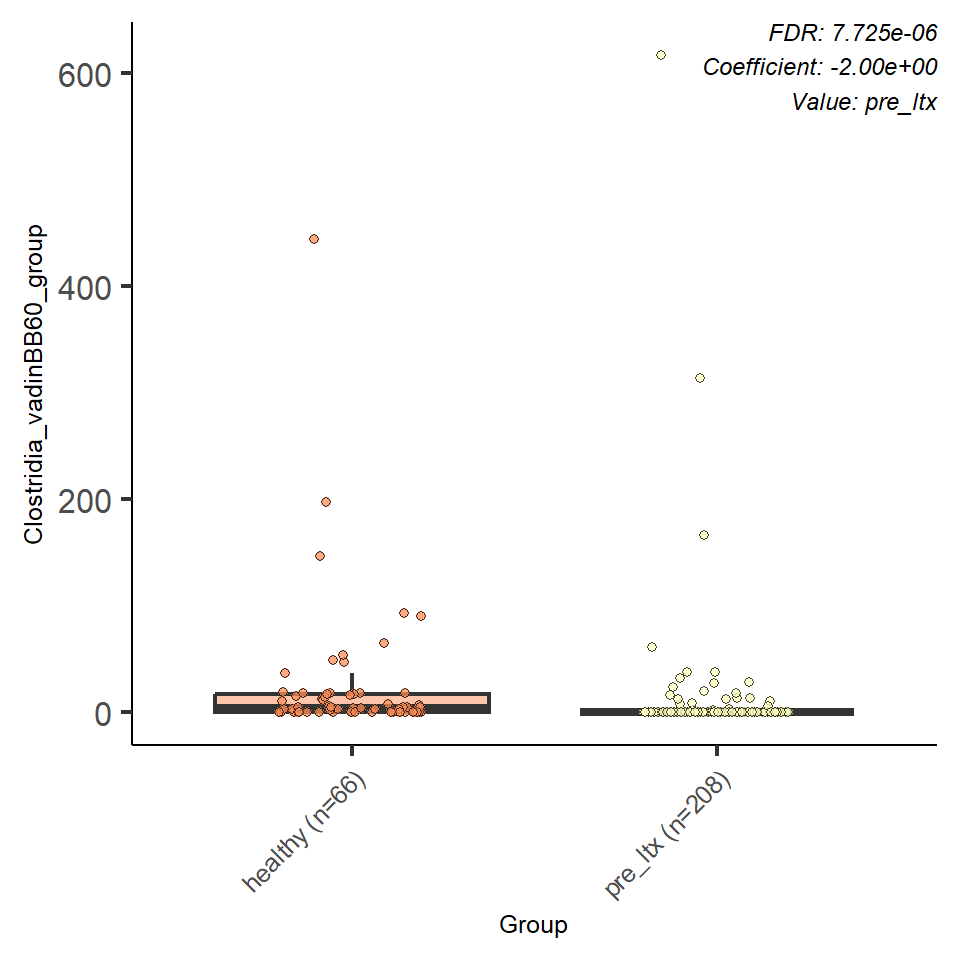 FDR: 7.725e-06
Coefficient: -2.00e+00
Value: pre_ltx
Clostridia_vadinBB60_group
600
400
200
0
healthy (n=66)
pre_ltx (n=208)
Group